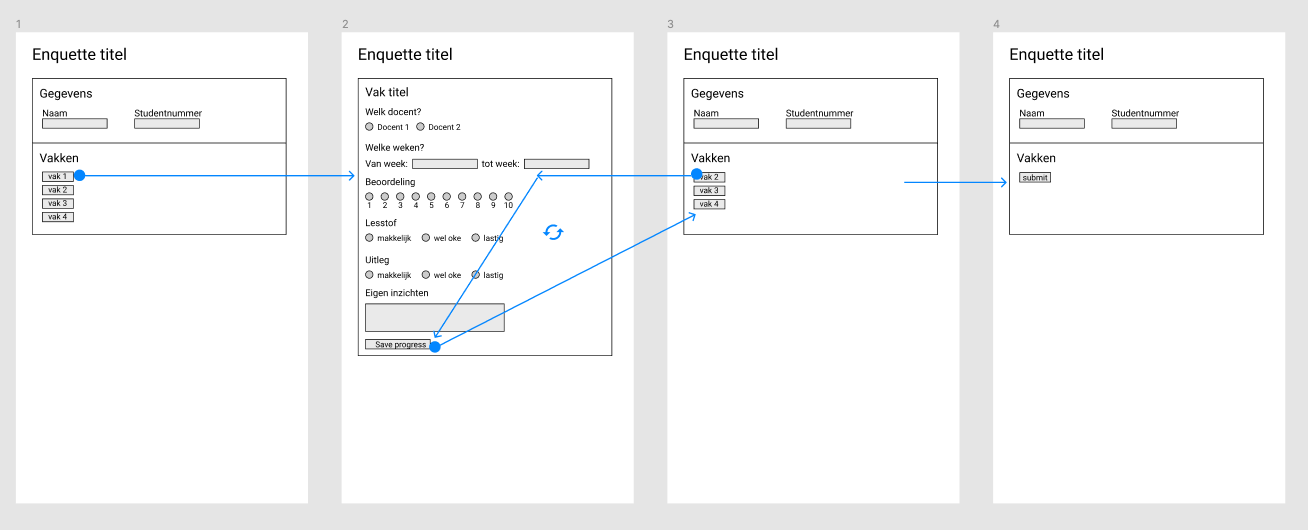 1
Enquette titel
Gegevens
Naam Studentnummer
Vakken
vak 1
vak 2
vak 3
vak 4
2
Enquette titel
Vak titel
Welk docent?
Docent 1 Docent 2
Welke weken?
Van week: tot week:
Beoordeling
1 2 3 4 5 6 7 8 9 10
Lesstof
makkelijk wel oke lastig
Uitleg
makkelijk wel oke lastig
Eigen inzichten
Save progress
3
Enquette titel
Gegevens
Naam Studentnummer
Vakken
vak 2
vak 3
vak 4
4
Enquette titel
Gegevens
Naam Studentnummer
Vakken
submit